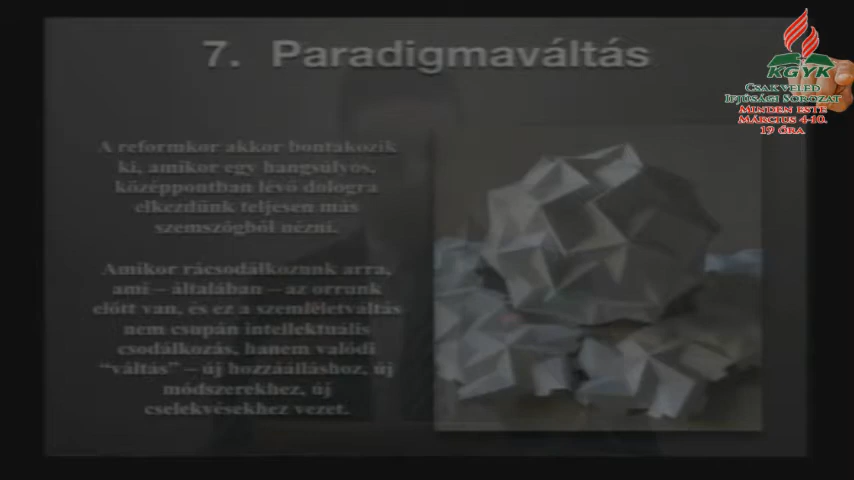 7. Paradigmaváltás
KGYK
CSAK VELED
IFJÚSÁGI SOROZAT
MINDEN ESTE
MÁRCIUS 4-10.
19 ÓRA
A reformkor akkor bontakozik
ki, amikor egy hangsúlyos,
középpontban lévő dologra
elkezdünk teljesen más
szemszögből nézni.
Amikor rácsodálkozunk arra,
ami – általában – az orrunk
előtt van, és ez a szemléletváltás
nem csupán intellektuális
csodálkozás, hanem valódi
“váltás” – új hozzáálláshoz, új
módszerekhez, új
cselekvésekhez vezet.